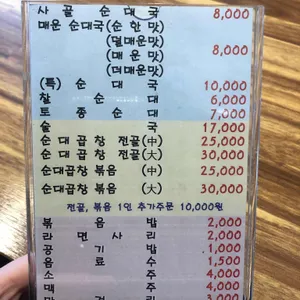 사골순대국 8,000
매운 순대국(순한맛)
(덜매운맛)
(매운맛) 8,000
(더매운맛)
(특)순대국 10,000
찰순대 6,000
토종순대 7,000
술국 17,000
순대곱창 전골(中) 25,000
순대곱창 전골(大) 30,000
순대곱창볶음 (中) 25,000
순대곱창볶음 (大) 30,000
전골, 볶음 1인 추가주문 10,000원
볶음밥 2,000
라면사리 2,000
공기밥 1,000
음료수 1,500
소주 4,000
맥주 4,000
3,000